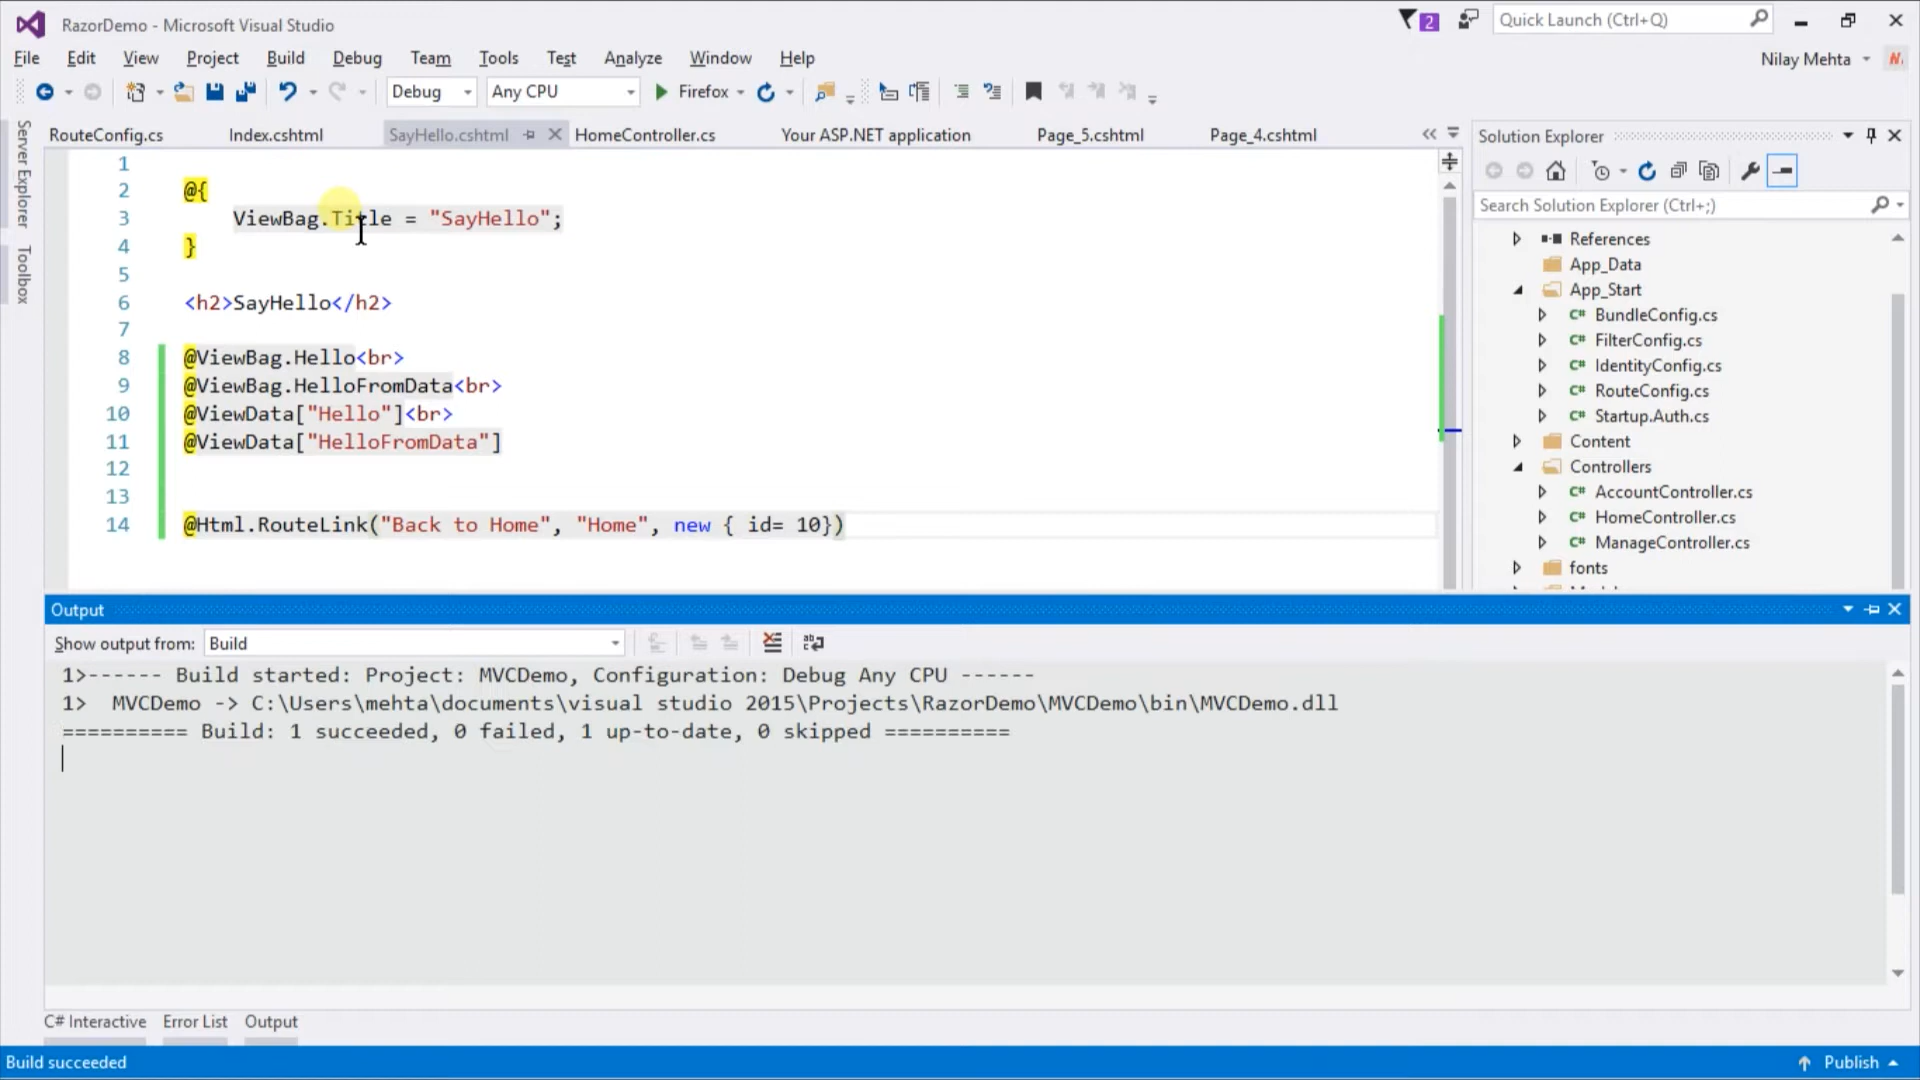 RazorDemo - Microsoft Visual Studio
2
Quick Launch (Ctrl+Q)
File Edit View Project Build Debug Team Tools Test Analyze Window Help
Nilay Mehta
Debug Any CPU Firefox
RouteConfig.cs Index.cshtml SayHello.cshtml HomeController.cs Your ASP.NET application Page_5.cshtml Page_4.cshtml
Server Explorer
Toolbox
1
2 @{
3 ViewBag.Title = "SayHello";
4 }
5
6 <h2>SayHello</h2>
7
8 @ViewBag.Hello<br>
9 @ViewBag.HelloFromData<br>
10 @ViewData["Hello"]<br>
11 @ViewData["HelloFromData"]
12
13
14 @Html.RouteLink("Back to Home", "Home", new { id= 10})
Solution Explorer
Search Solution Explorer (Ctrl+;)
References
App_Data
App_Start
C# BundleConfig.cs
C# FilterConfig.cs
C# IdentityConfig.cs
C# RouteConfig.cs
C# Startup.Auth.cs
Content
Controllers
C# AccountController.cs
C# HomeController.cs
C# ManageController.cs
fonts
Output
Show output from: Build
1>------ Build started: Project: MVCDemo, Configuration: Debug Any CPU ------
1> MVCDemo -> C:\Users\mehta\documents\visual studio 2015\Projects\RazorDemo\MVCDemo\bin\MVCDemo.dll
========== Build: 1 succeeded, 0 failed, 1 up-to-date, 0 skipped ==========
C# Interactive Error List Output
Build succeeded
Publish